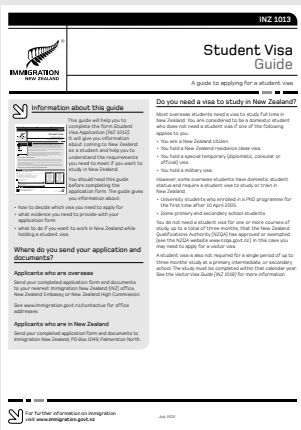 INZ 1013
IMMIGRATION
NEW ZEALAND
Student Visa
Guide
A guide to applying for a student visa
Information about this guide
This guide will help you to
complete the form Student
Visa Application (INZ 1012).
It will give you information
about coming to New Zealand
as a student and help you to
understand the requirements
you need to meet if you want to
study in New Zealand.
You should read this guide
before completing the
application form. The guide gives
you information about:
• how to decide which visa you need to apply for
• what evidence you need to provide with your
application form
• what to do if you want to work in New Zealand while
holding a student visa.
Where do you send your application and
documents?
Applicants who are overseas
Send your completed application form and documents
to your nearest Immigration New Zealand (INZ) office,
New Zealand Embassy, or New Zealand High Commission.
See www.immigration.govt.nz/contactus for office
addresses.
Applicants who are in New Zealand
Send your completed application form and documents to
Immigration New Zealand, PO Box 1049, Palmerston North.
Do you need a visa to study in New Zealand?
Most overseas students need a visa to study full time in
New Zealand. You are considered to be a domestic student
who does not need a student visa if one of the following
applies to you.
• You are a New Zealand citizen.
• You hold a New Zealand residence class visa.
• You hold a special temporary (diplomatic, consular or
official) visa.
• You hold a military visa.
However, some overseas students have domestic student
status and require a student visa to study or train in
New Zealand.
• University students who enrolled in a PhD programme for
the first time after 19 April 2005.
• Some primary and secondary school students.
You do not need a student visa for one or more courses of
study, up to a total of three months, that the New Zealand
Qualifications Authority (NZQA) has approved or exempted
(see the NZQA website www.nzqa.govt.nz). In this case you
may need to apply for a visitor visa.
A student visa is also not required for a single period of up to
three months' study at a primary, intermediate, or secondary
school. The study must be completed within that calendar year.
See the Visitor Visa Guide (INZ 1018) for more information.
For further information on immigration
visit www.immigration.govt.nz
July 2012